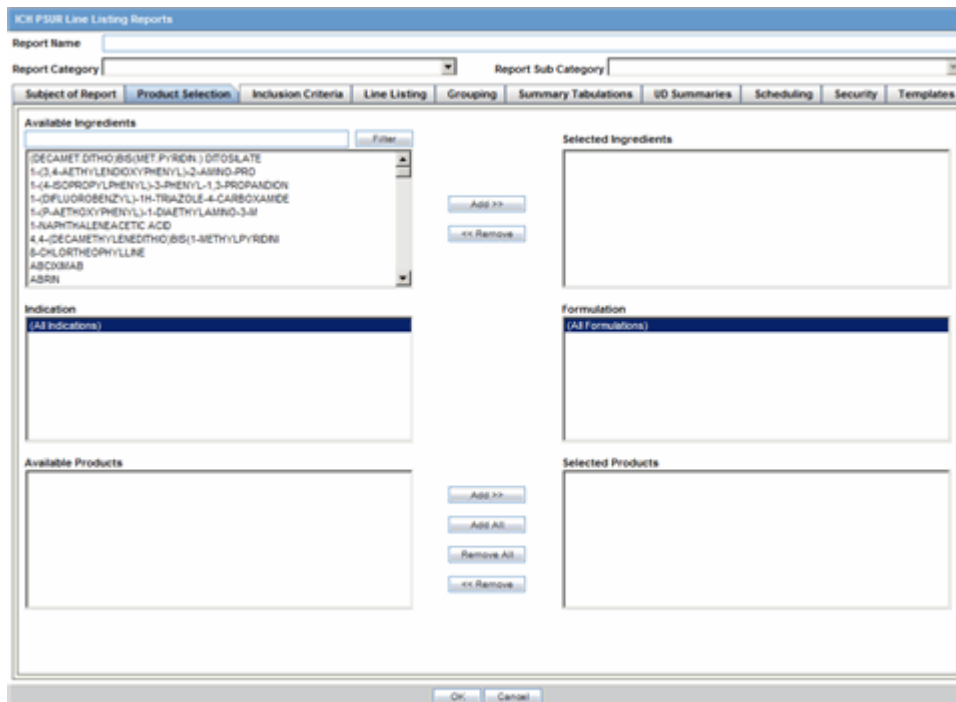 ICH PSUR Line Listing Reports
Report Name
Report Category Report Sub Category
Subject of Report Product Selection Inclusion Criteria Line Listing Grouping Summary Tabulations UD Summaries Scheduling Security Templates
Available Ingredients
Filter
Selected Ingredients
(DECAMET.DITHIO)BIS(MET.PYRIDIN.) DITOSILATE
1-(3,4-AETHYLENDIOXYPHENYL)-2-AMINO-PRO
1-(4-ISOPROPYLPHENYL)-3-PHENYL-1,3-PROPANDION
1-(DIFLUOROBENZYL)-1H-TRIAZOLE-4-CARBOXAMIDE
1-(P-AETHOXYPHENYL)-1-DIAETHYLAMINO-3-M
1-NAPHTHALENEACETIC ACID
4,4-(DECAMETHYLENEDITHIO)BIS(1-METHYLPYRIDINI
8-CHLORTHEOPHYLLINE
ABCIXIMAB
ABRIN
Add >>
<< Remove
Indication
(All Indications)
Formulation
(All Formulations)
Available Products
Selected Products
Add >>
Add All
Remove All
<< Remove
OK Cancel